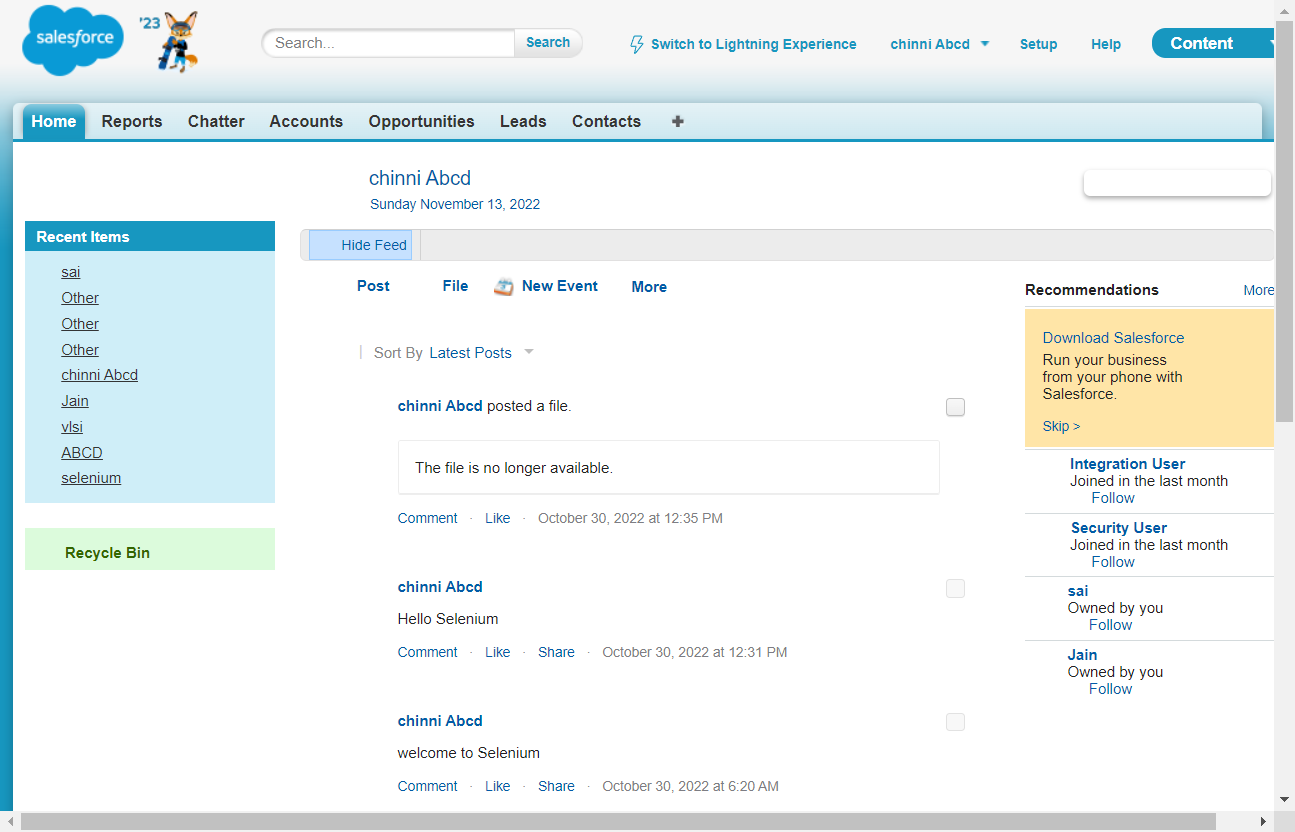 salesforce
'23
Search...
Search
Switch to Lightning Experience
chinni Abcd
Setup
Help
Content
Home
Reports
Chatter
Accounts
Opportunities
Leads
Contacts
+
chinni Abcd
Sunday November 13, 2022
Recent Items
sai
Other
Other
Other
chinni Abcd
Jain
vlsi
ABCD
selenium
Recycle Bin
Hide Feed
Post
File
New Event
More
Sort By Latest Posts
chinni Abcd posted a file.
The file is no longer available.
Comment · Like · October 30, 2022 at 12:35 PM
chinni Abcd
Hello Selenium
Comment · Like · Share · October 30, 2022 at 12:31 PM
chinni Abcd
welcome to Selenium
Comment · Like · Share · October 30, 2022 at 6:20 AM
Recommendations
More
Download Salesforce
Run your business
from your phone with
Salesforce.
Skip >
Integration User
Joined in the last month
Follow
Security User
Joined in the last month
Follow
sai
Owned by you
Follow
Jain
Owned by you
Follow